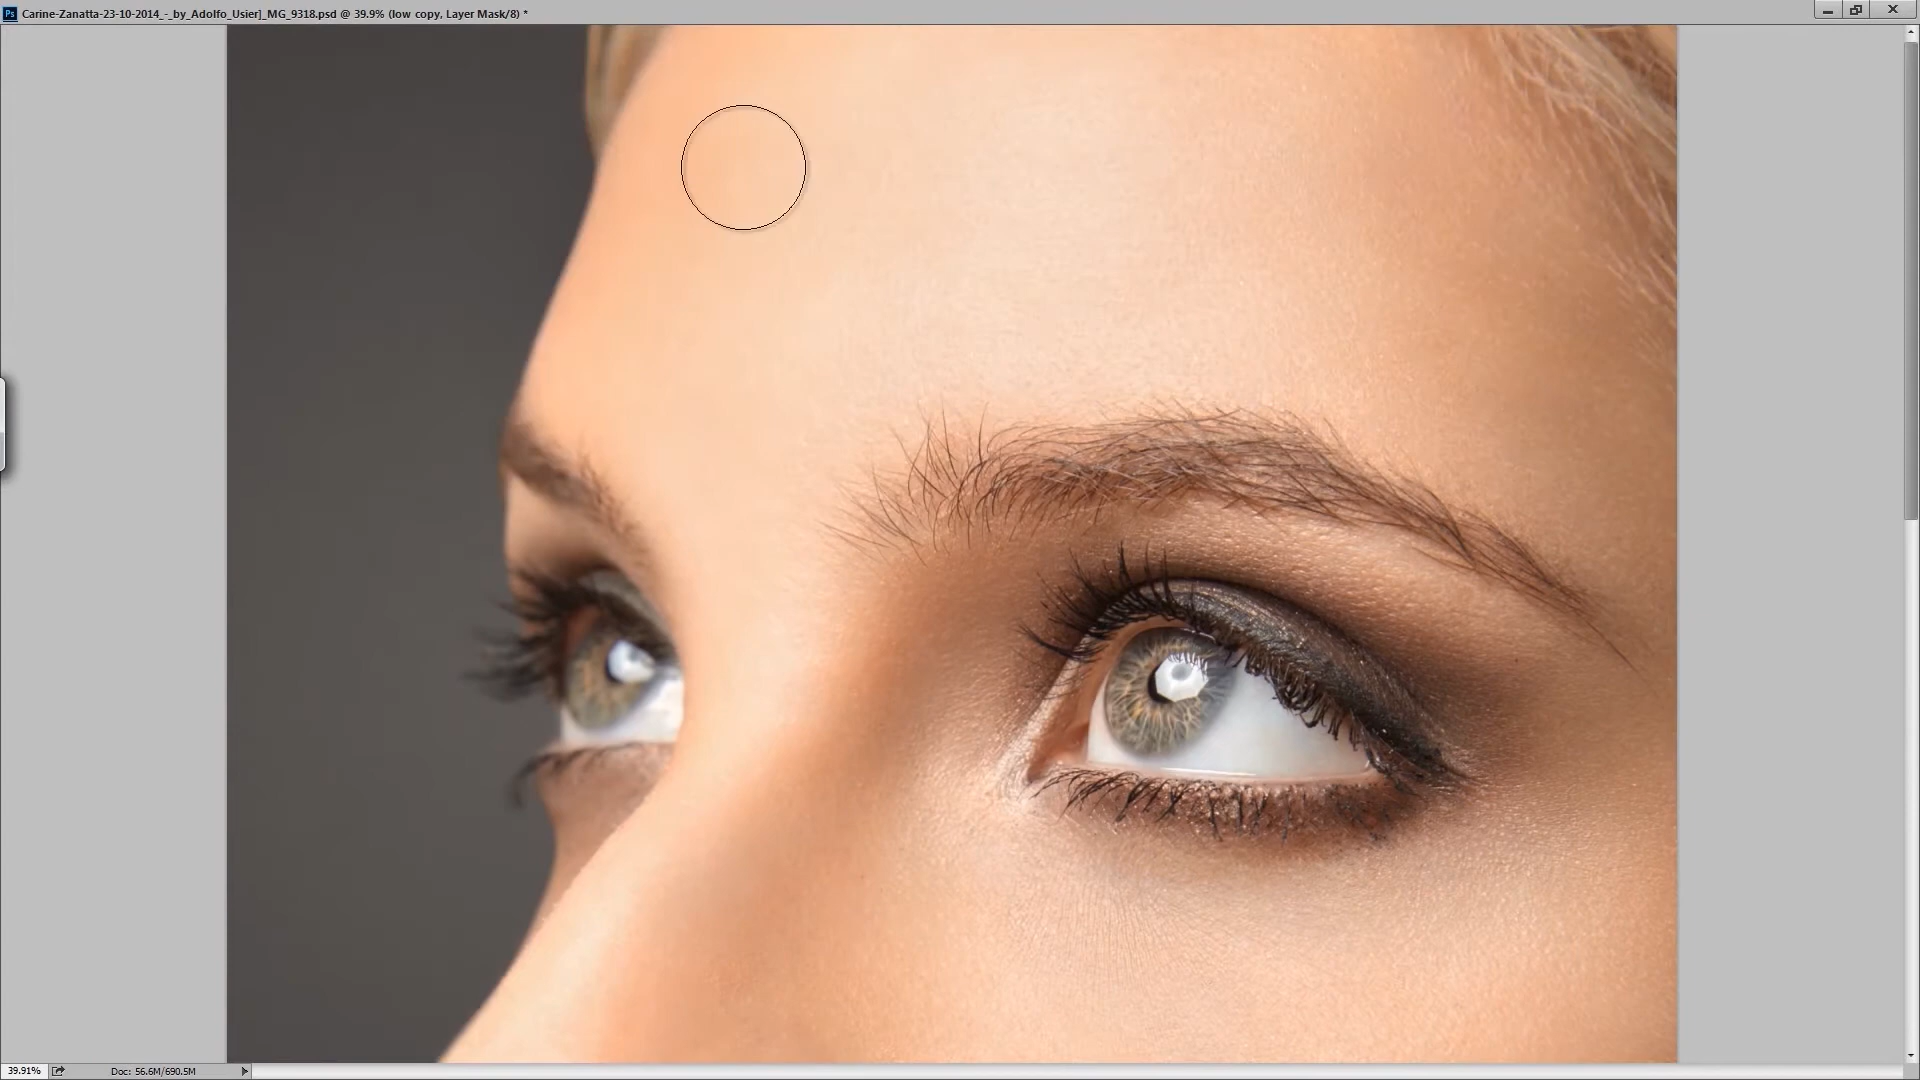 Ps Carine-Zanatta-23-10-2014_-_by_Adolfo_Usier]_MG_9318.psd @ 39.9% (low copy, Layer Mask/8) *
39.91% Doc: 56.6M/690.5M